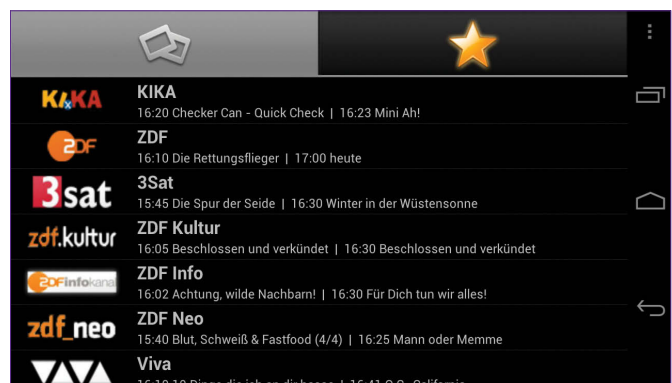 KiKA
KIKA
16:20 Checker Can - Quick Check | 16:23 Mini Ah!
ZDF
ZDF
16:10 Die Rettungsflieger | 17:00 heute
3sat
3Sat
15:45 Die Spur der Seide | 16:30 Winter in der Wüstensonne
zdf.kultur
ZDF Kultur
16:05 Beschlossen und verkündet | 16:30 Beschlossen und verkündet
ZDFinfokanal
ZDF Info
16:02 Achtung, wilde Nachbarn! | 16:30 Für Dich tun wir alles!
zdf_neo
ZDF Neo
15:40 Blut, Schweiß & Fastfood (4/4) | 16:25 Mann oder Memme
VIVA
Viva